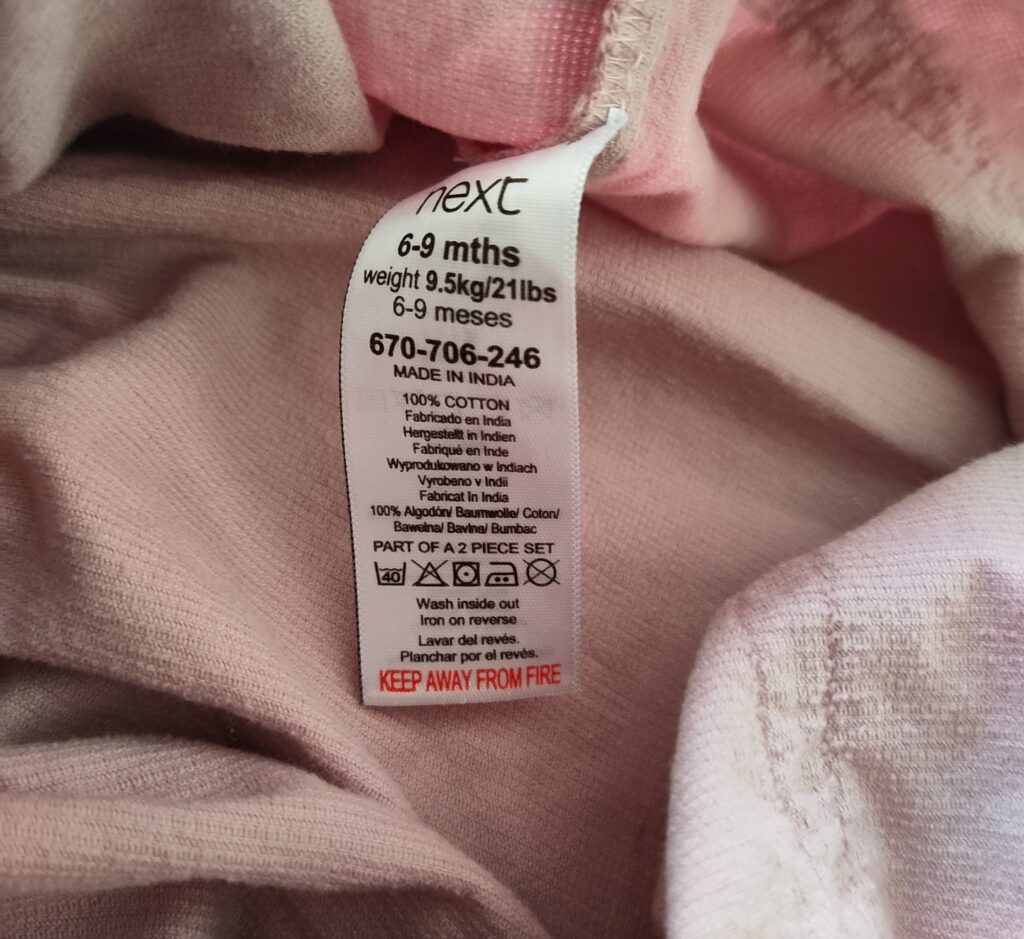 next
6-9 mths
weight 9.5kg/21lbs
6-9 meses
670-706-246
MADE IN INDIA
100% COTTON
Fabricado en India
Hergestellt in Indien
Fabriqué en Inde
Wyprodukowano w Indiach
Vyrobeno v Indii
Fabricat In India
100% Algodón/ Baumwolle/ Coton/
Bawełna/ Bavlna/ Bumbac
PART OF A 2 PIECE SET
40
Wash inside out
Iron on reverse
Lavar del revés.
Planchar por el revés.
KEEP AWAY FROM FIRE